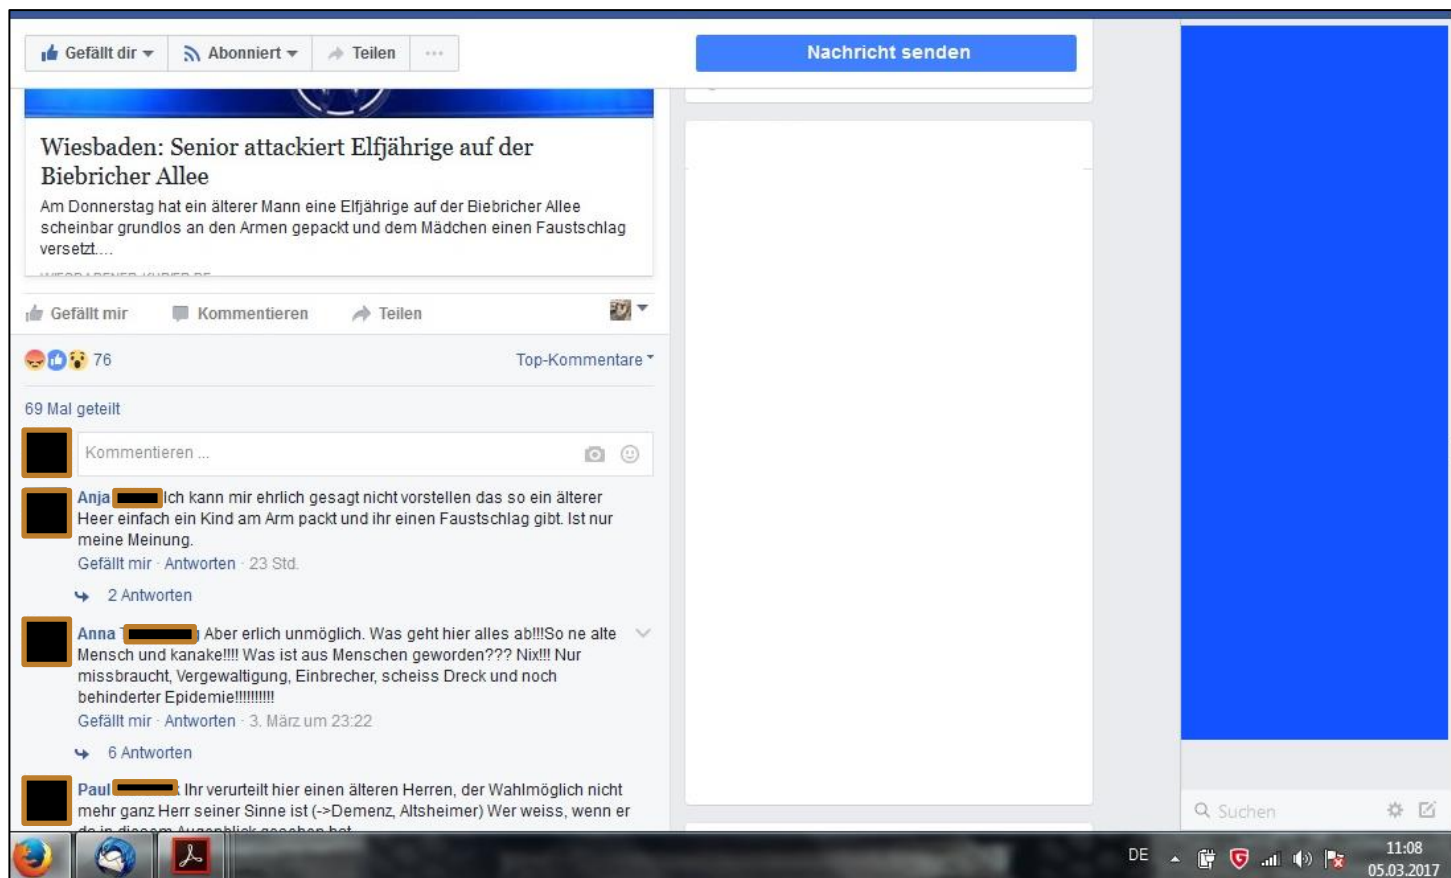 Gefällt dir
Abonniert
Teilen
...
Nachricht senden
Wiesbaden: Senior attackiert Elfjährige auf der
Biebricher Allee
Am Donnerstag hat ein älterer Mann eine Elfjährige auf der Biebricher Allee
scheinbar grundlos an den Armen gepackt und dem Mädchen einen Faustschlag
versetzt....
Gefällt mir
Kommentieren
Teilen
76
Top-Kommentare
69 Mal geteilt
Kommentieren ...
Anja Ich kann mir ehrlich gesagt nicht vorstellen das so ein älterer
Heer einfach ein Kind am Arm packt und ihr einen Faustschlag gibt. Ist nur
meine Meinung.
Gefällt mir · Antworten · 23 Std.
2 Antworten
Anna Aber erlich unmöglich. Was geht hier alles ab!!!So ne alte
Mensch und kanake!!!! Was ist aus Menschen geworden??? Nix!!! Nur
missbraucht, Vergewaltigung, Einbrecher, scheiss Dreck und noch
behinderter Epidemie!!!!!!!!!!
Gefällt mir · Antworten · 3. März um 23:22
6 Antworten
Paul Ihr verurteilt hier einen älteren Herren, der Wahlmöglich nicht
mehr ganz Herr seiner Sinne ist (->Demenz, Altsheimer) Wer weiss, wenn er
da in diesem Augenblick gesehen hat
Suchen
DE
11:08
05.03.2017